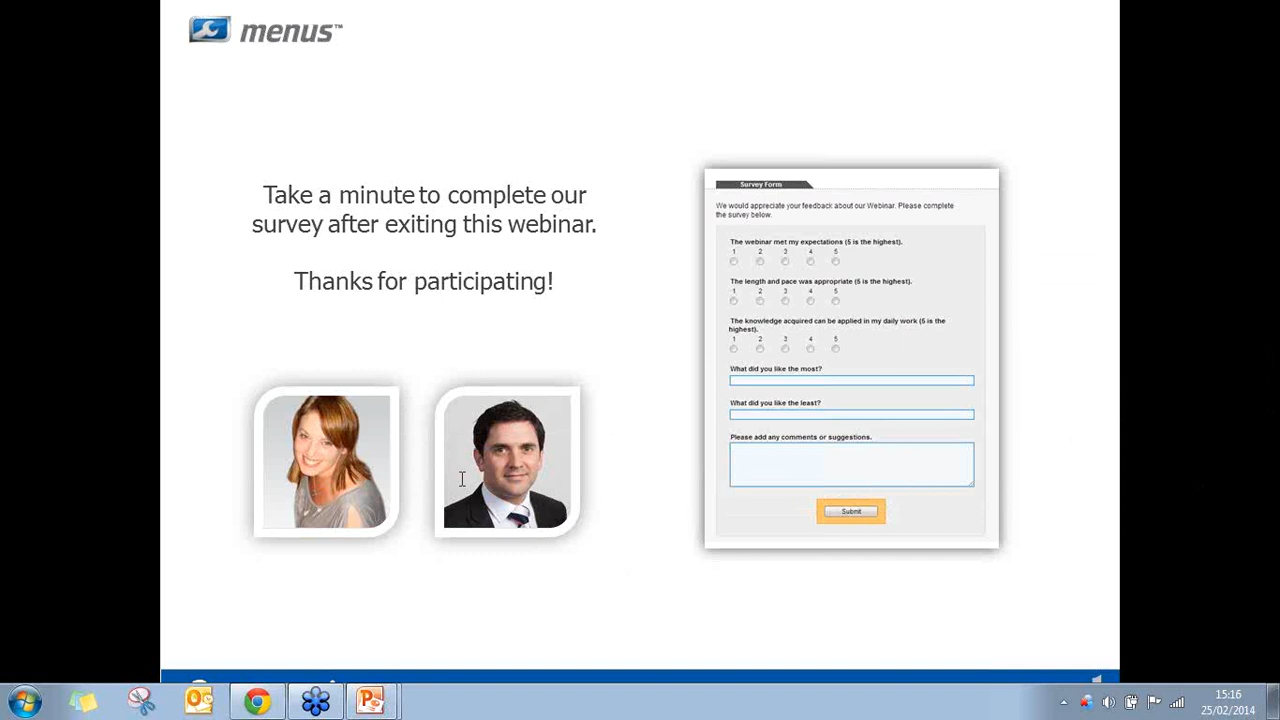 menus™
Take a minute to complete our
survey after exiting this webinar.
Thanks for participating!
Survey Form
We would appreciate your feedback about our Webinar. Please complete
the survey below.
The webinar met my expectations (5 is the highest).
1 2 3 4 5
The length and pace was appropriate (5 is the highest).
1 2 3 4 5
The knowledge acquired can be applied in my daily work (5 is the
highest).
1 2 3 4 5
What did you like the most?
What did you like the least?
Please add any comments or suggestions.
Submit
15:16
25/02/2014